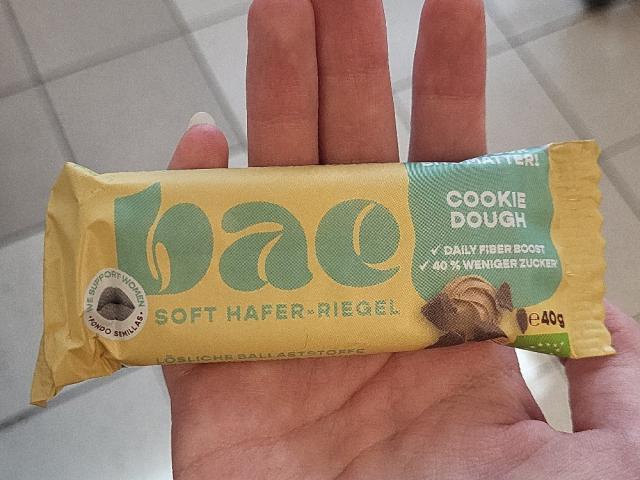 bae
SOFT HAFER-RIEGEL
LÖSLICHE BALLASTSTOFFE
WE SUPPORT WOMEN
• FONDO SEMILLAS •
MATTER!
COOKIE
DOUGH
✓ DAILY FIBER BOOST
✓ 40 % WENIGER ZUCKER
℮ 40g